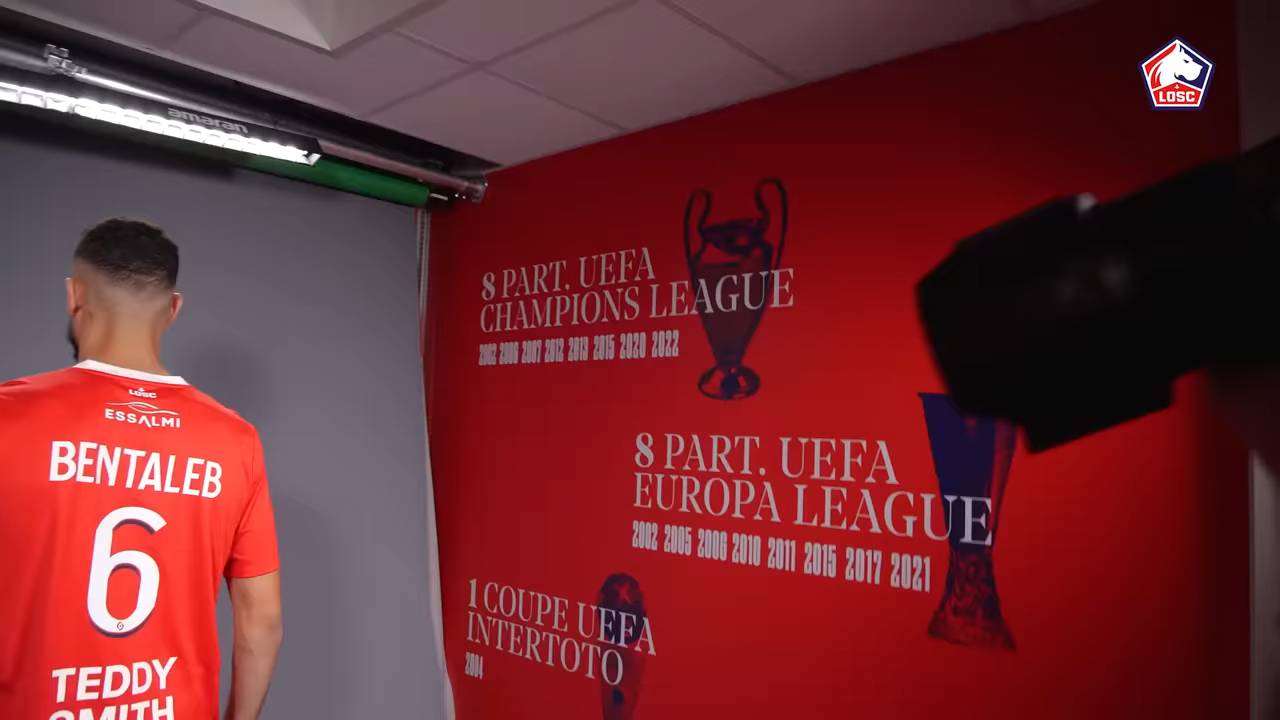 LOSC
amaran
8 PART. UEFA
CHAMPIONS LEAGUE
2002 2006 2007 2012 2013 2015 2020 2022
8 PART. UEFA
EUROPA LEAGUE
2002 2005 2006 2010 2011 2015 2017 2021
1 COUPE UEFA
INTERTOTO
2004
LOSC
ESSALMI
BENTALEB
6
TEDDY
SMITH